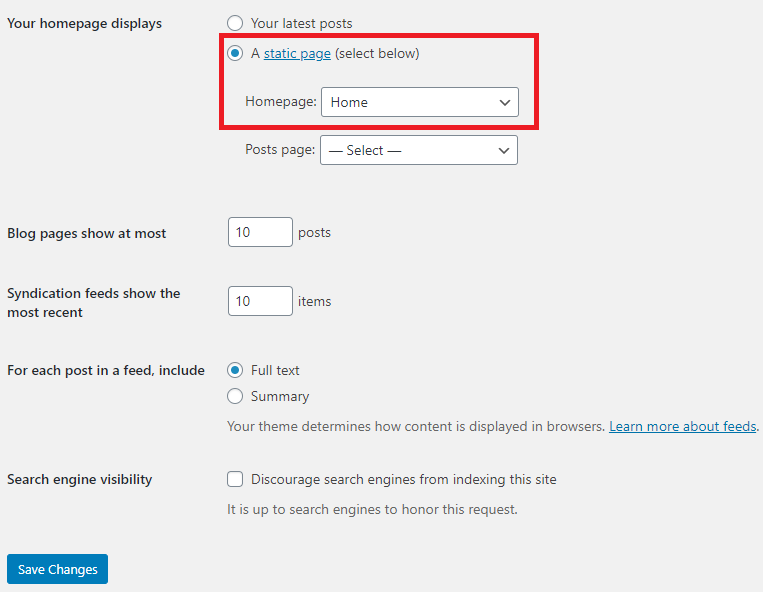 Your homepage displays
Your latest posts
A static page (select below)
Homepage: Home
Posts page: — Select —
Blog pages show at most 10 posts
Syndication feeds show the
most recent
10 items
For each post in a feed, include
Full text
Summary
Your theme determines how content is displayed in browsers. Learn more about feeds.
Search engine visibility
Discourage search engines from indexing this site
It is up to search engines to honor this request.
Save Changes